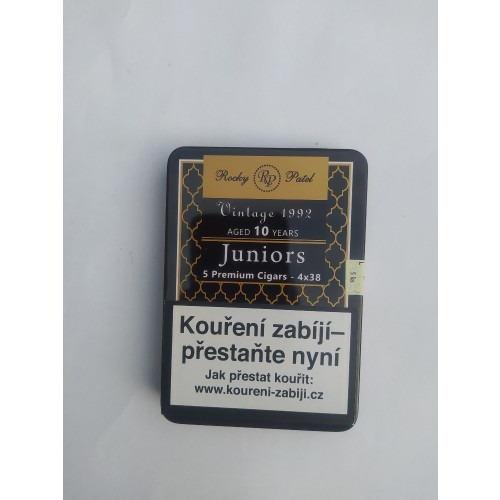 Rocky RP Patel
Vintage 1992
AGED 10 YEARS
Juniors
5 Premium Cigars - 4x38
Kouření zabíjí–
přestaňte nyní
Jak přestat kouřit:
www.koureni-zabiji.cz